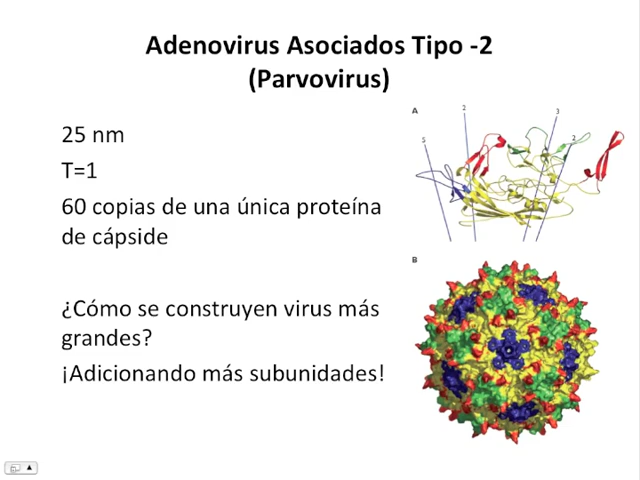 Adenovirus Asociados Tipo -2
(Parvovirus)
25 nm
T=1
60 copias de una única proteína
de cápside
¿Cómo se construyen virus más
grandes?
¡Adicionando más subunidades!
A
5
2
3
2
B